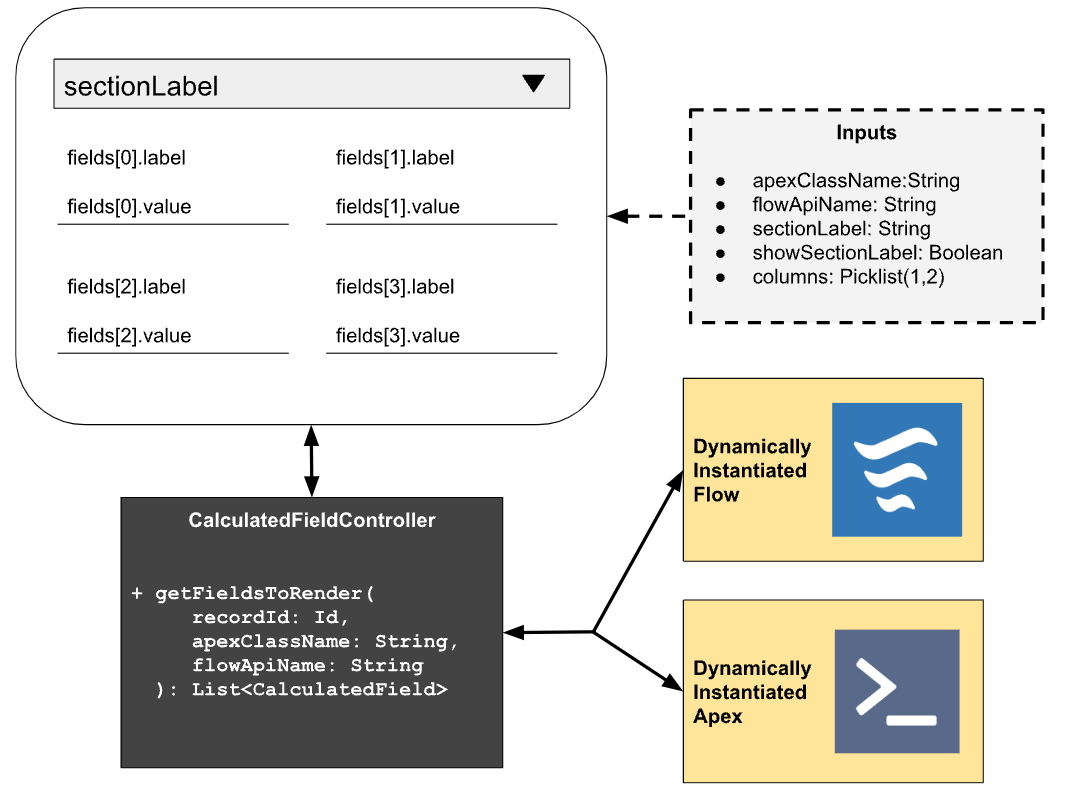 sectionLabel
fields[0].label
fields[1].label
fields[0].value
fields[1].value
fields[2].label
fields[3].label
fields[2].value
fields[3].value
Inputs
● apexClassName:String
● flowApiName: String
● sectionLabel: String
● showSectionLabel: Boolean
● columns: Picklist(1,2)
CalculatedFieldController
+ getFieldsToRender(
recordId: Id,
apexClassName: String,
flowApiName: String
): List<CalculatedField>
Dynamically
Instantiated
Flow
Dynamically
Instantiated
Apex